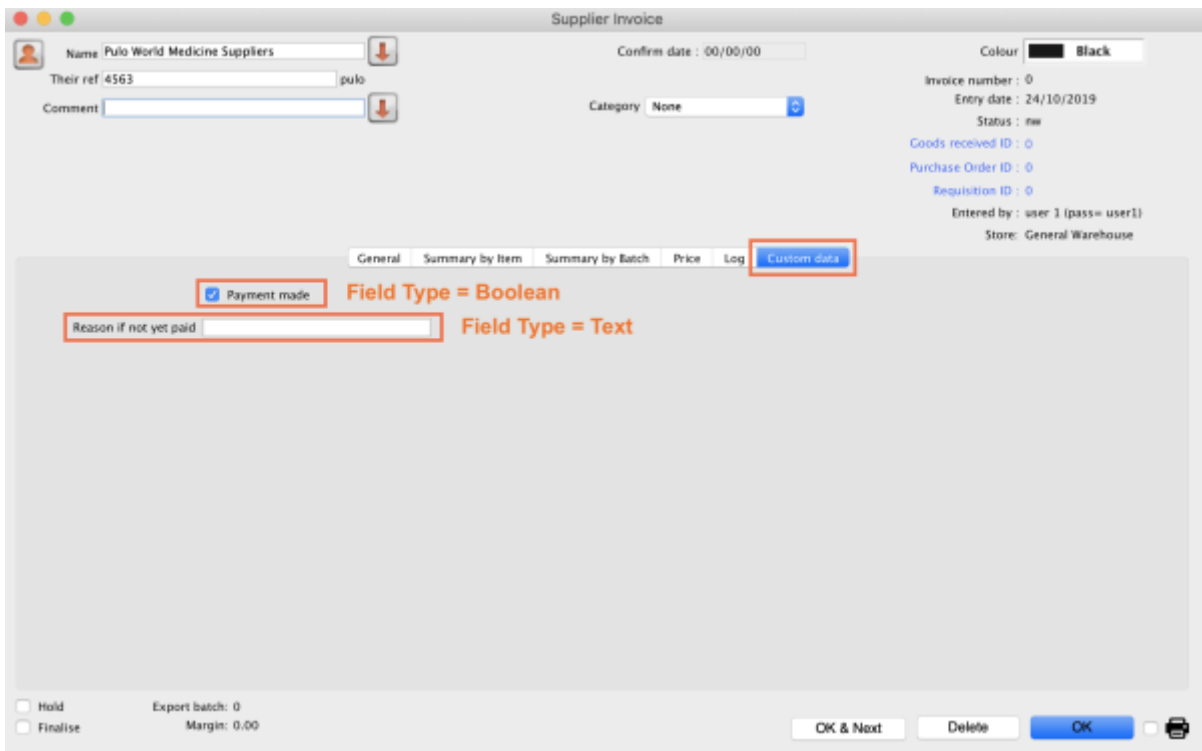 Supplier Invoice
Name Pulo World Medicine Suppliers
Confirm date : 00/00/00
Colour Black
Their ref 4563 pulo
Invoice number : 0
Comment
Category None
Entry date : 24/10/2019
Status : nw
Goods received ID : 0
Purchase Order ID : 0
Requisition ID : 0
Entered by : user 1 (pass= user1)
Store: General Warehouse
General Summary by Item Summary by Batch Price Log Custom data
Payment made Field Type = Boolean
Reason if not yet paid Field Type = Text
Hold Export batch: 0
Finalise Margin: 0.00
OK & Next Delete OK